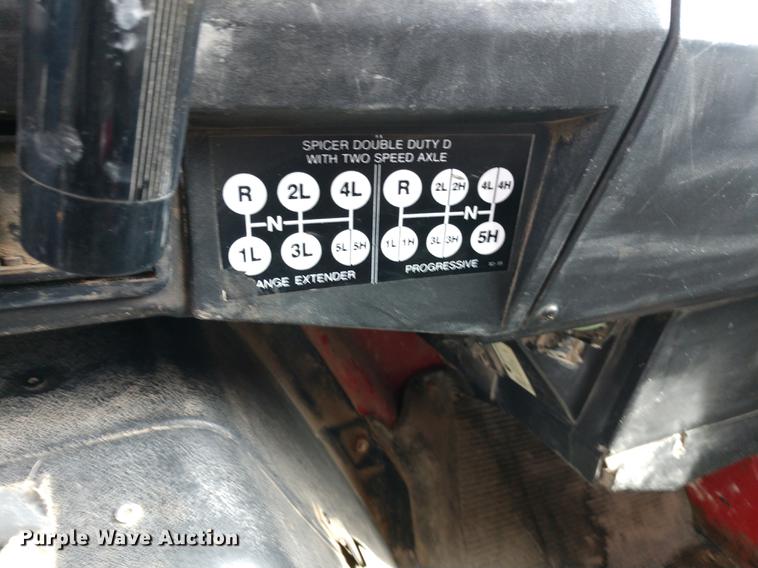 SPICER DOUBLE DUTY D
WITH TWO SPEED AXLE
R 2L 4L
N
1L 3L 5L 5H
ANGE EXTENDER
R 2L 2H 4L 4H
N
1L 1H 3L 3H 5H
PROGRESSIVE
Purple Wave Auction